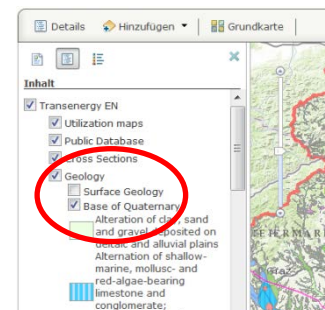 Details Hinzufügen Grundkarte
Inhalt
Transenergy EN
Utilization maps
Public Database
Cross Sections
Geology
Surface Geology
Base of Quaternary
Alteration of clay, sand
and gravel deposited on
deltaic and alluvial plains
Alternation of shallow-
marine, mollusc- and
red-algae-bearing
limestone and
conglomerate;
Graz